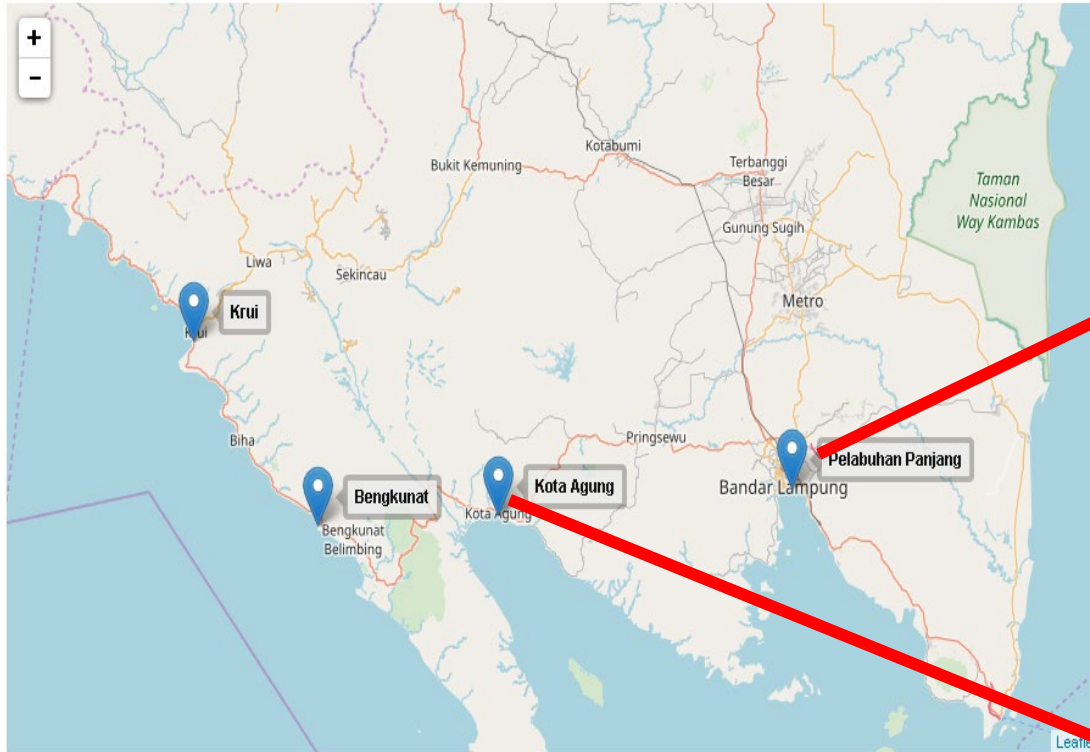 +
−
Kotabumi
Bukit Kemuning
Terbanggi
Besar
Taman
Nasional
Way Kambas
Gunung Sugih
Liwa
Sekincau
Metro
Krui
Krui
Biha
Pringsewu
Pelabuhan Panjang
Bandar Lampung
Kota Agung
Kota Agung
Bengkunat
Bengkunat
Belimbing